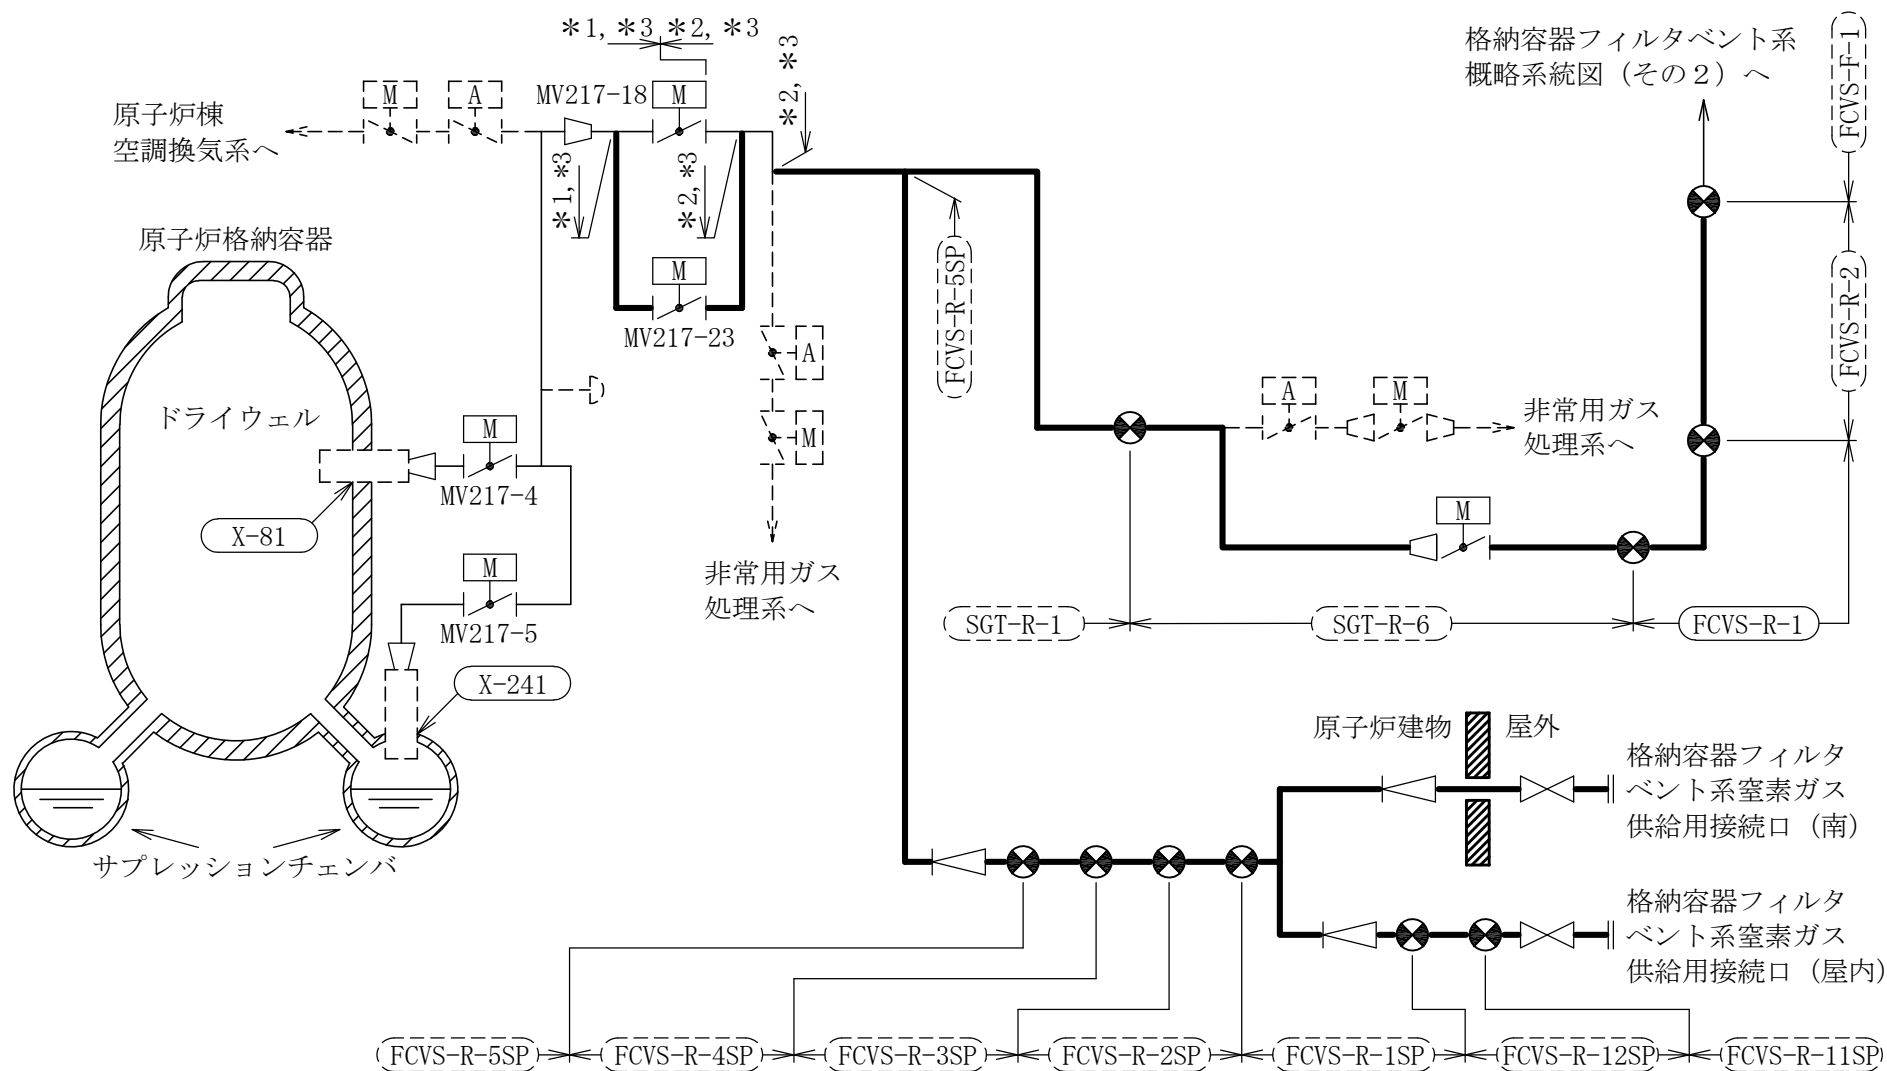 *1, *3 *2, *3
*2, *3
格納容器フィルタベント系
概略系統図(その2)へ
FCVS-F-1
原子炉棟
空調換気系へ
M
A
MV217-18
M
*1, *3
*2, *3
M
MV217-23
FCVS-R-5SP
FCVS-R-2
原子炉格納容器
ドライウェル
M
MV217-4
X-81
M
MV217-5
X-241
サプレッションチェンバ
A
M
非常用ガス
処理系へ
A
M
非常用ガス
処理系へ
M
SGT-R-1
SGT-R-6
FCVS-R-1
原子炉建物
屋外
格納容器フィルタ
ベント系窒素ガス
供給用接続口(南)
格納容器フィルタ
ベント系窒素ガス
供給用接続口(屋内)
FCVS-R-5SP
FCVS-R-4SP
FCVS-R-3SP
FCVS-R-2SP
FCVS-R-1SP
FCVS-R-12SP
FCVS-R-11SP